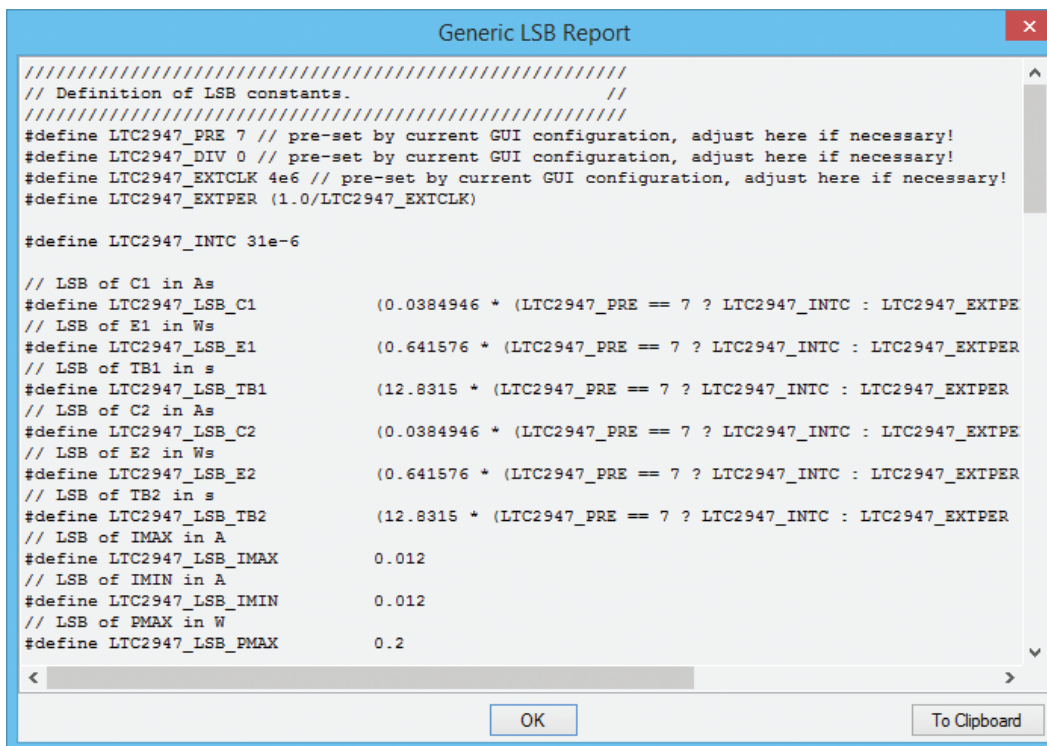 Generic LSB Report
/////////////////////////////////////////////////////////
// Definition of LSB constants.                        //
/////////////////////////////////////////////////////////
#define LTC2947_PRE 7 // pre-set by current GUI configuration, adjust here if necessary!
#define LTC2947_DIV 0 // pre-set by current GUI configuration, adjust here if necessary!
#define LTC2947_EXTCLK 4e6 // pre-set by current GUI configuration, adjust here if necessary!
#define LTC2947_EXTPER (1.0/LTC2947_EXTCLK)
#define LTC2947_INTC 31e-6
// LSB of C1 in As
#define LTC2947_LSB_C1 (0.0384946 * (LTC2947_PRE == 7 ? LTC2947_INTC : LTC2947_EXTPE
// LSB of E1 in Ws
#define LTC2947_LSB_E1 (0.641576 * (LTC2947_PRE == 7 ? LTC2947_INTC : LTC2947_EXTPER
// LSB of TB1 in s
#define LTC2947_LSB_TB1 (12.8315 * (LTC2947_PRE == 7 ? LTC2947_INTC : LTC2947_EXTPER
// LSB of C2 in As
#define LTC2947_LSB_C2 (0.0384946 * (LTC2947_PRE == 7 ? LTC2947_INTC : LTC2947_EXTPE
// LSB of E2 in Ws
#define LTC2947_LSB_E2 (0.641576 * (LTC2947_PRE == 7 ? LTC2947_INTC : LTC2947_EXTPER
// LSB of TB2 in s
#define LTC2947_LSB_TB2 (12.8315 * (LTC2947_PRE == 7 ? LTC2947_INTC : LTC2947_EXTPER
// LSB of IMAX in A
#define LTC2947_LSB_IMAX 0.012
// LSB of IMIN in A
#define LTC2947_LSB_IMIN 0.012
// LSB of PMAX in W
#define LTC2947_LSB_PMAX 0.2
OK
To Clipboard